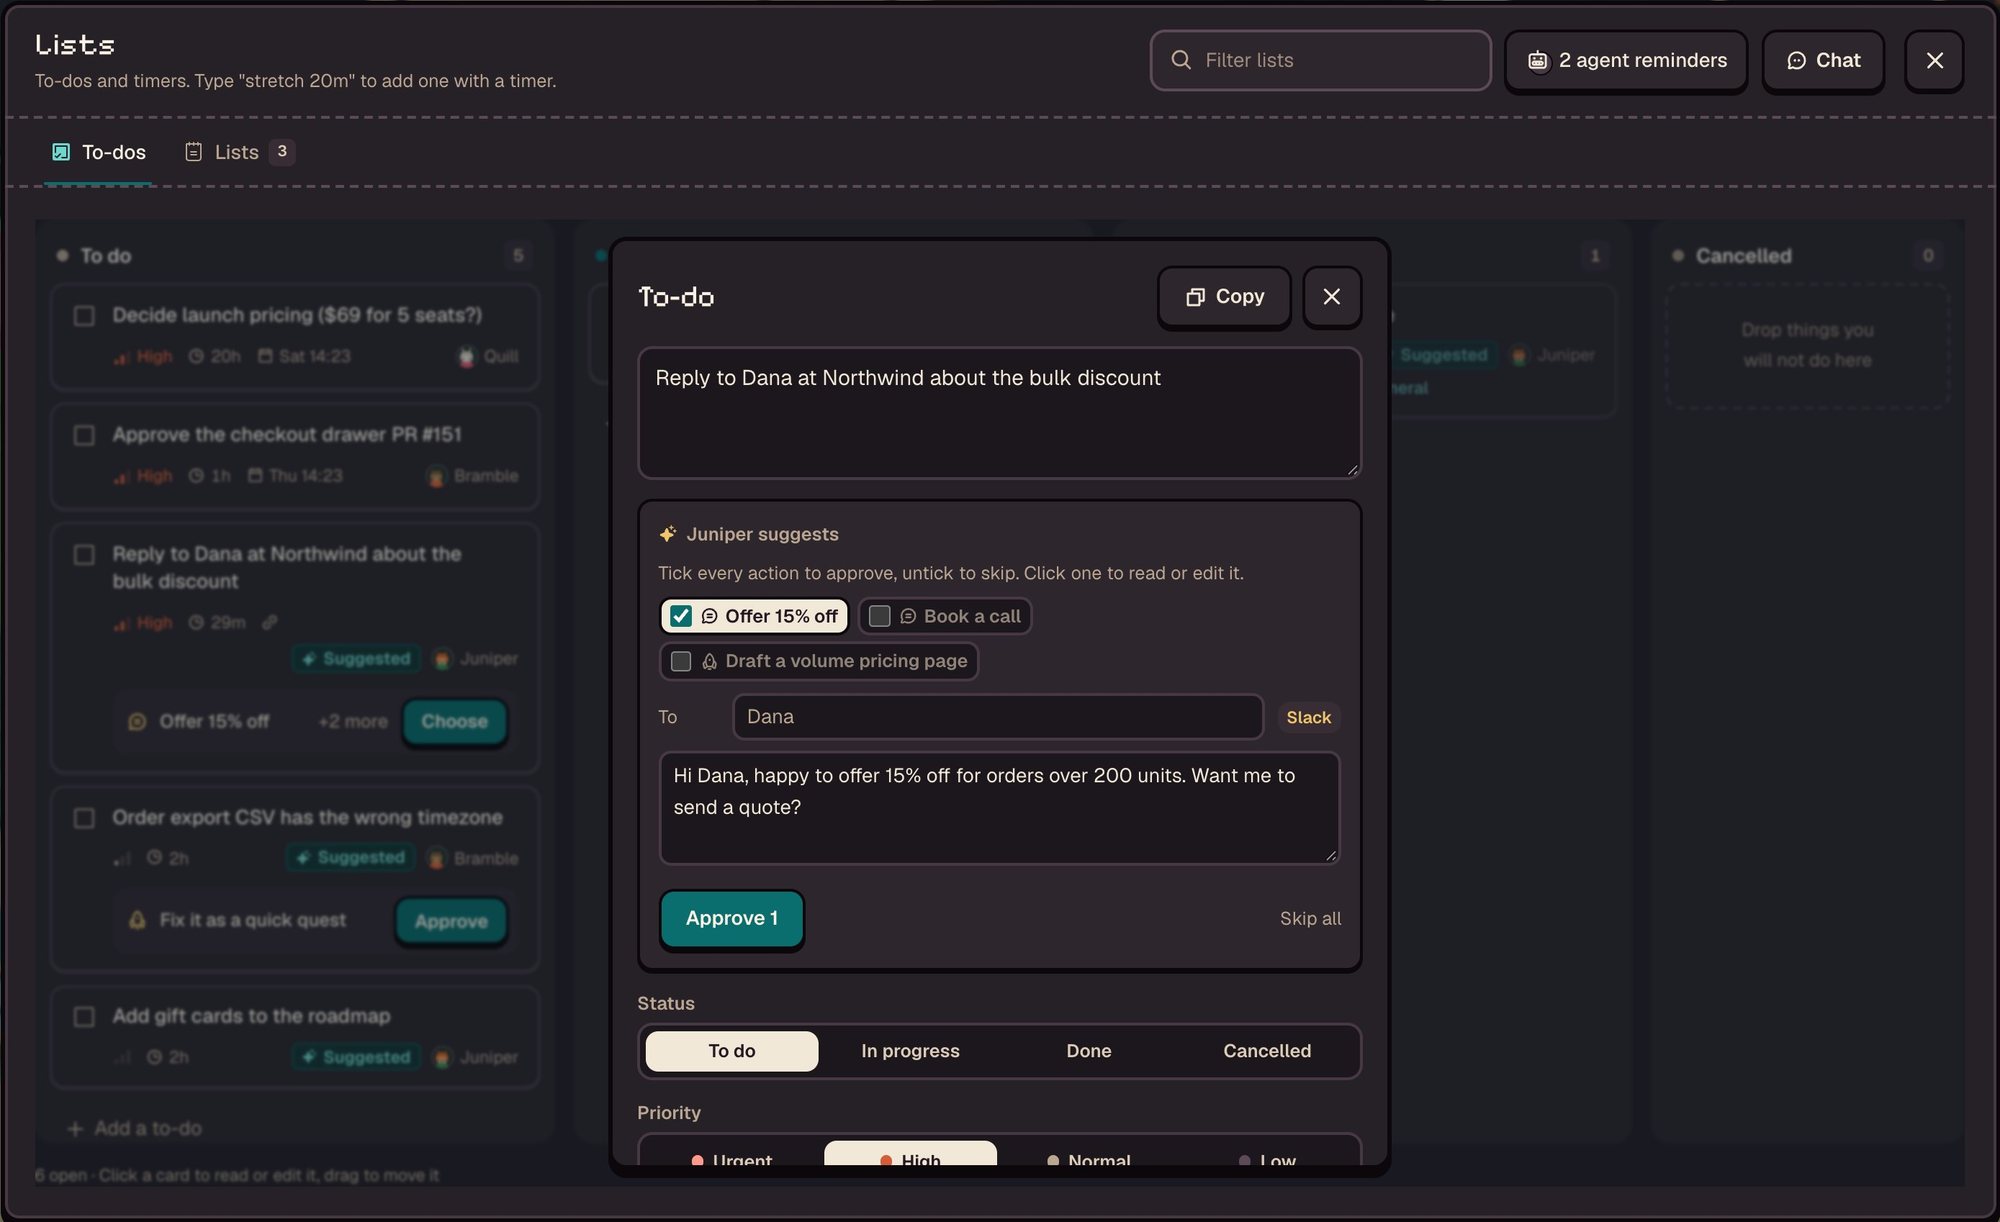 Lists
To-dos and timers. Type "stretch 20m" to add one with a timer.
Filter lists
2 agent reminders
Chat
To-dos
Lists 3
To do 5
Decide launch pricing ($69 for 5 seats?)
High 20h Sat 14:23 Quill
Approve the checkout drawer PR #151
High 1h Thu 14:23 Bramble
Reply to Dana at Northwind about the
bulk discount
High 29m
Suggested Juniper
Offer 15% off +2 more Choose
Order export CSV has the wrong timezone
2h Suggested Bramble
Fix it as a quick quest Approve
Add gift cards to the roadmap
2h Suggested Juniper
+ Add a to-do
6 open · Click a card to read or edit it, drag to move it
To-do
Copy
Reply to Dana at Northwind about the bulk discount
Juniper suggests
Tick every action to approve, untick to skip. Click one to read or edit it.
Offer 15% off Book a call
Draft a volume pricing page
To Dana Slack
Hi Dana, happy to offer 15% off for orders over 200 units. Want me to
send a quote?
Approve 1 Skip all
Status
To do In progress Done Cancelled
Priority
Urgent High Normal Low
1
Suggested Juniper
Cancelled 0
Drop things you
will not do here